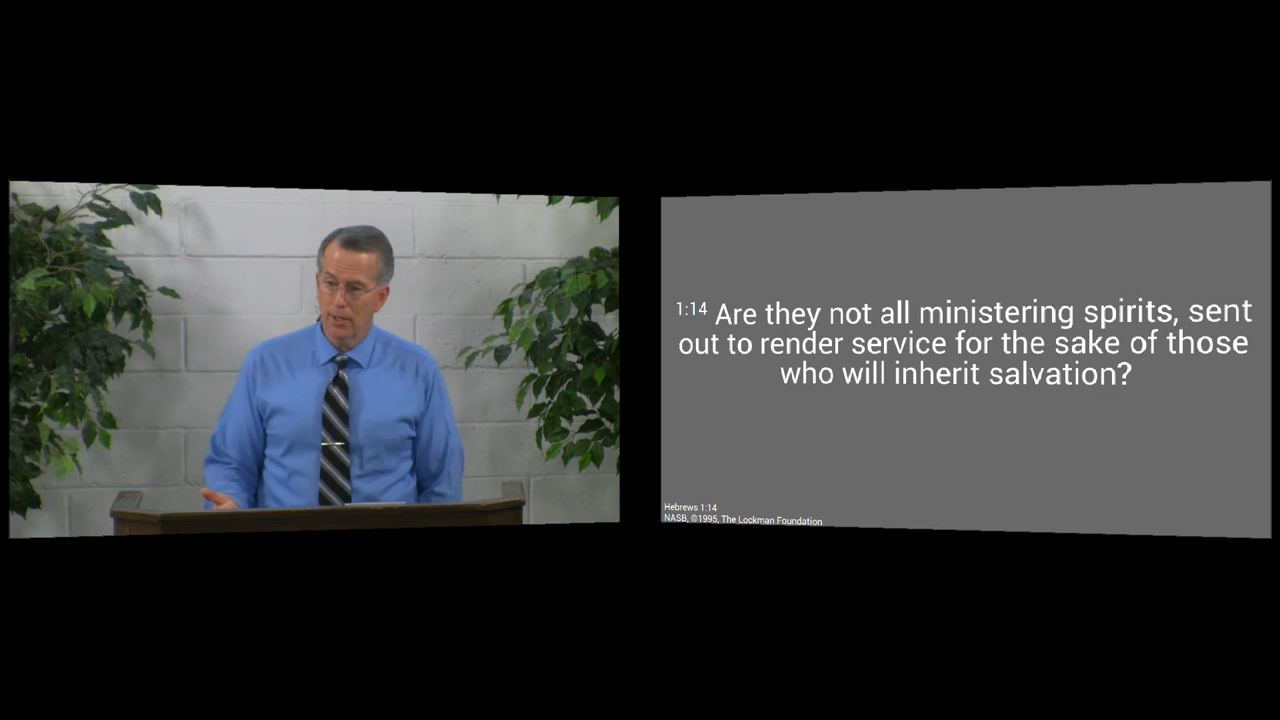 1:14 Are they not all ministering spirits, sent
out to render service for the sake of those
who will inherit salvation?
Hebrews 1:14
NASB, ©1995, The Lockman Foundation